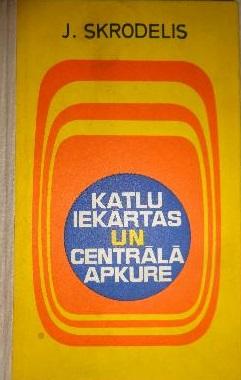 J. SKRODELIS
KATLU
IEKĀRTAS
UN
CENTRĀLĀ
APKURE